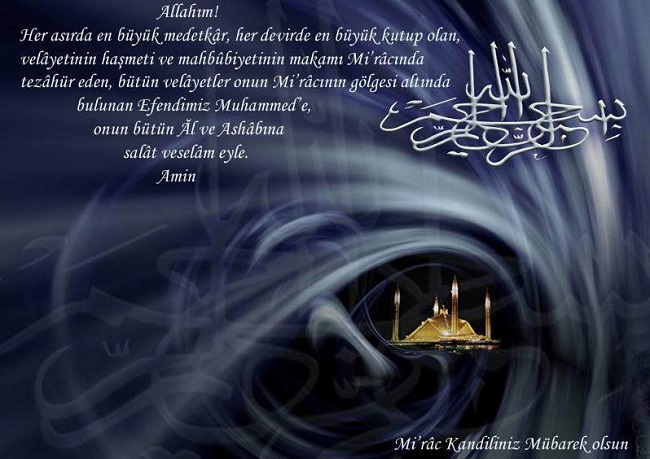 Allahım!
Her asırda en büyük medetkâr, her devirde en büyük kutup olan,
velâyetinin haşmeti ve mahbûbiyetinin makamı Mi’râcında
tezâhür eden, bütün velâyetler onun Mi’râcının gölgesi altında
bulunan Efendimiz Muhammed’e,
onun bütün Ǎl ve Ashâbına
salât veselâm eyle.
Amin
بسم الله الرحمن الرحيم
Mi’râc Kandiliniz Mübarek olsun